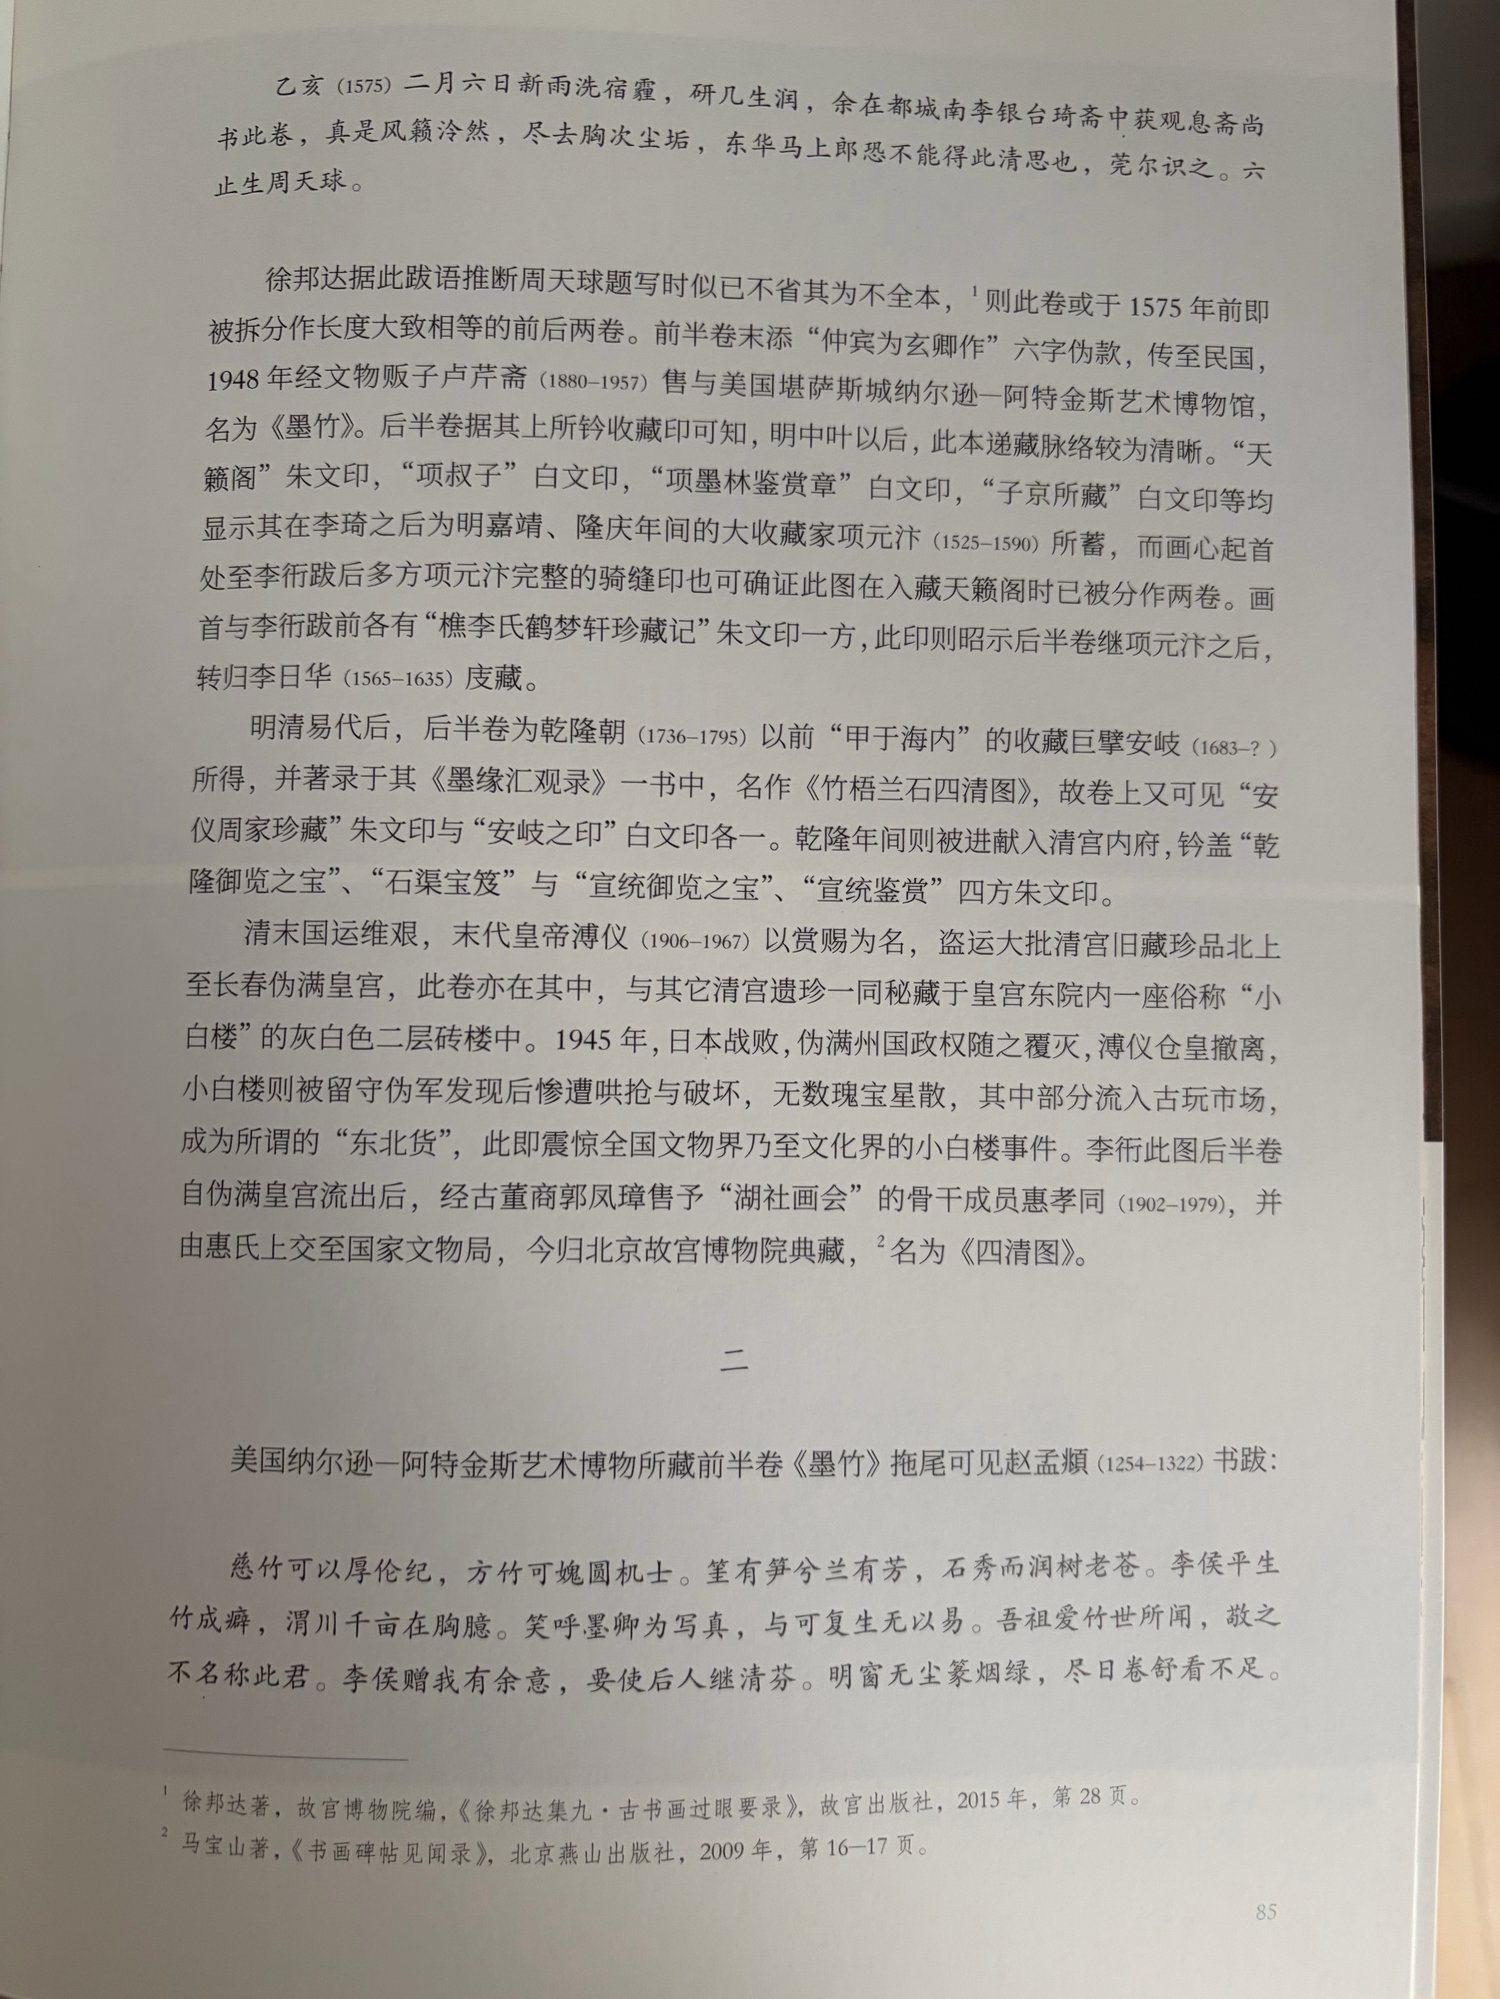 乙亥（1575）二月六日新雨洗宿霾，研几生润，余在都城南李银台琦斋中获观息斋尚
书此卷，真是风籁泠然，尽去胸次尘垢，东华马上郎恐不能得此清思也，莞尔识之。六
止生周天球。
徐邦达据此跋语推断周天球题写时似已不省其为不全本，1则此卷或于 1575 年前即
被拆分作长度大致相等的前后两卷。前半卷末添“仲宾为玄卿作”六字伪款，传至民国，
1948 年经文物贩子卢芹斋（1880–1957）售与美国堪萨斯城纳尔逊—阿特金斯艺术博物馆，
名为《墨竹》。后半卷据其上所钤收藏印可知，明中叶以后，此本递藏脉络较为清晰。“天
籁阁”朱文印，“项叔子”白文印，“项墨林鉴赏章”白文印，“子京所藏”白文印等均
显示其在李琦之后为明嘉靖、隆庆年间的大收藏家项元汴（1525–1590）所蓄，而画心起首
处至李衎跋后多方项元汴完整的骑缝印也可确证此图在入藏天籁阁时已被分作两卷。画
首与李衎跋前各有“樵李氏鹤梦轩珍藏记”朱文印一方，此印则昭示后半卷继项元汴之后，
转归李日华（1565–1635）庋藏。
明清易代后，后半卷为乾隆朝（1736–1795）以前“甲于海内”的收藏巨擘安岐（1683–？）
所得，并著录于其《墨缘汇观录》一书中，名作《竹梧兰石四清图》，故卷上又可见“安
仪周家珍藏”朱文印与“安岐之印”白文印各一。乾隆年间则被进献入清宫内府，钤盖“乾
隆御览之宝”、“石渠宝笈”与“宣统御览之宝”、“宣统鉴赏”四方朱文印。
清末国运维艰，末代皇帝溥仪（1906–1967）以赏赐为名，盗运大批清宫旧藏珍品北上
至长春伪满皇宫，此卷亦在其中，与其它清宫遗珍一同秘藏于皇宫东院内一座俗称“小
白楼”的灰白色二层砖楼中。1945 年，日本战败，伪满州国政权随之覆灭，溥仪仓皇撤离，
小白楼则被留守伪军发现后惨遭哄抢与破坏，无数瑰宝星散，其中部分流入古玩市场，
成为所谓的“东北货”，此即震惊全国文物界乃至文化界的小白楼事件。李衎此图后半卷
自伪满皇宫流出后，经古董商郭凤璋售予“湖社画会”的骨干成员惠孝同（1902–1979），并
由惠氏上交至国家文物局，今归北京故宫博物院典藏，2名为《四清图》。
二
美国纳尔逊—阿特金斯艺术博物所藏前半卷《墨竹》拖尾可见赵孟頫（1254–1322）书跋：
慈竹可以厚伦纪，方竹可媿圆机士。筀有笋兮兰有芳，石秀而润树老苍。李侯平生
竹成癖，渭川千亩在胸臆。笑呼墨卿为写真，与可复生无以易。吾祖爱竹世所闻，敬之
不名称此君。李侯赠我有余意，要使后人继清芬。明窗无尘篆烟绿，尽日卷舒看不足。
1 徐邦达著，故宫博物院编，《徐邦达集九·古书画过眼要录》，故宫出版社，2015 年，第 28 页。
2 马宝山著，《书画碑帖见闻录》，北京燕山出版社，2009 年，第 16—17 页。
85